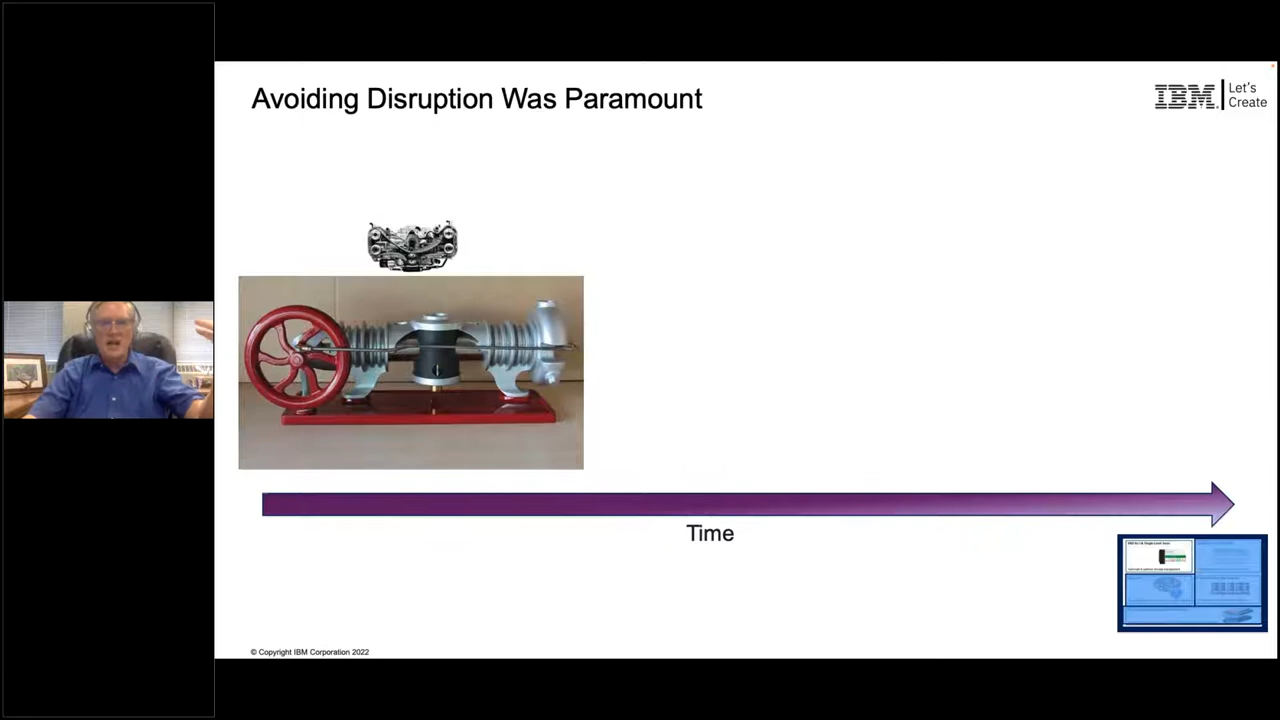 Avoiding Disruption Was Paramount
IBM
Let's
Create
Time
© Copyright IBM Corporation 2022